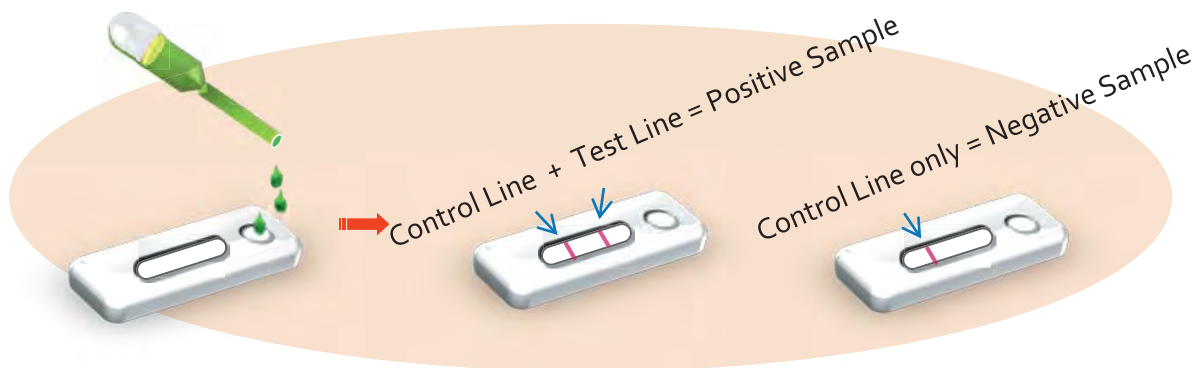 Control Line + Test Line = Positive Sample
Control Line only = Negative Sample